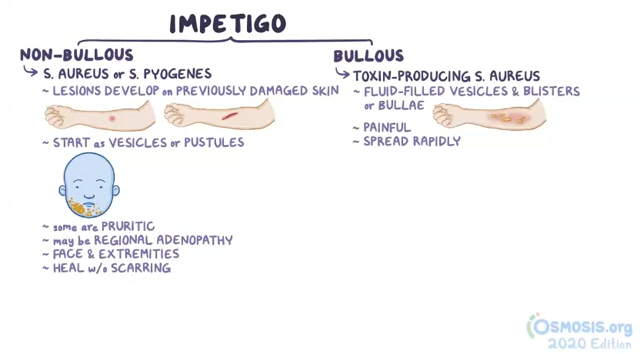 IMPETIGO
NON-BULLOUS
S. AUREUS or S. PYOGENES
~ LESIONS DEVELOP on PREVIOUSLY DAMAGED SKIN
~ START as VESICLES or PUSTULES
~ some are PRURITIC
~ may be REGIONAL ADENOPATHY
~ FACE & EXTREMITIES
~ HEAL w/o SCARRING
BULLOUS
TOXIN-PRODUCING S. AUREUS
~ FLUID-FILLED VESICLES & BLISTERS
or BULLAE
~ PAINFUL
~ SPREAD RAPIDLY
OSMOSIS.org
2020 Edition